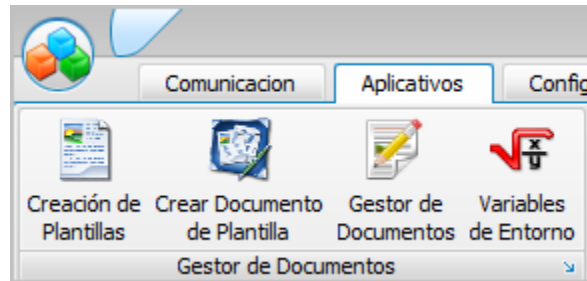 Comunicacion Aplicativos Config
Creación de Crear Documento Gestor de Variables
Plantillas de Plantilla Documentos de Entorno
Gestor de Documentos